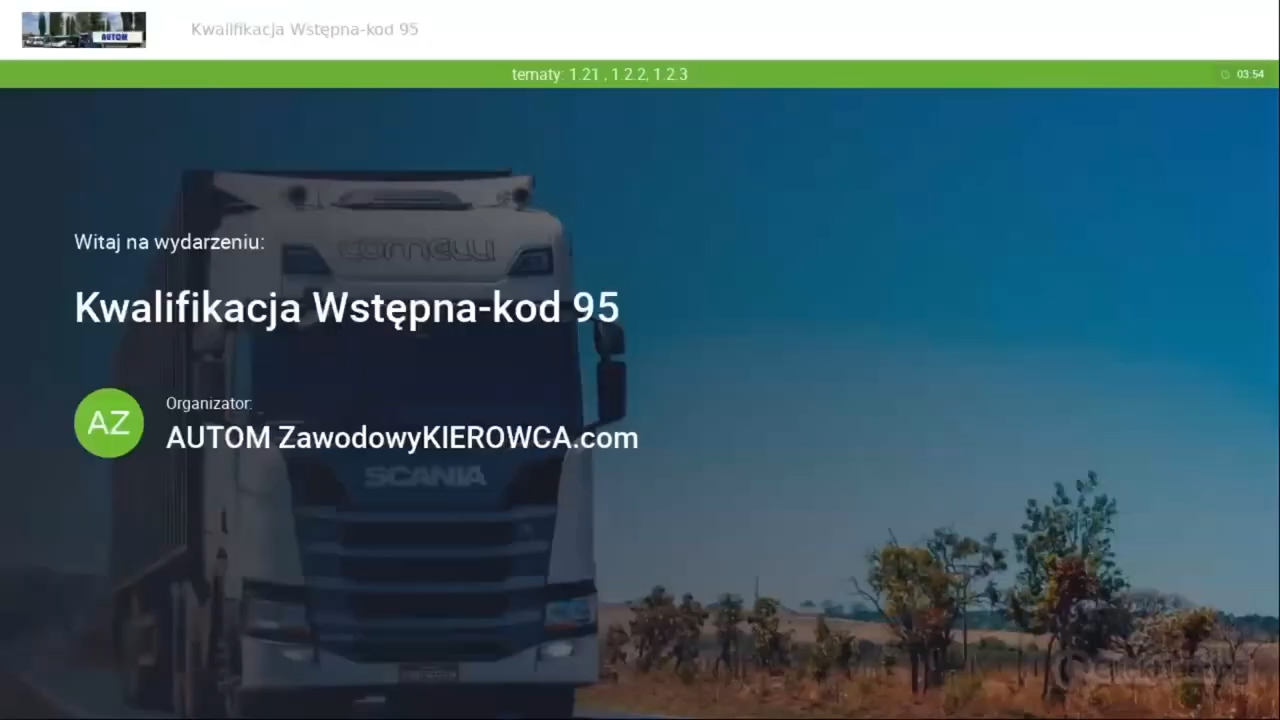 AUTOM
Kwalifikacja Wstępna-kod 95
tematy: 1.21 , 1.2.2, 1.2.3
03:54
Witaj na wydarzeniu:
comelli
Kwalifikacja Wstępna-kod 95
AZ
Organizator:
AUTOM ZawodowyKIEROWCA.com
SCANIA